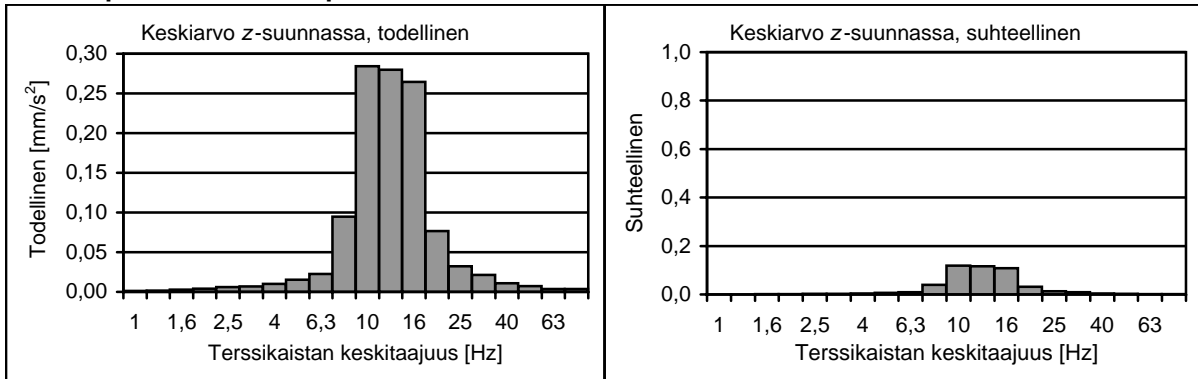 Keskiarvo z-suunnassa, todellinen
0,30
0,25
0,20
0,15
0,10
0,05
0,00
Todellinen [mm/s²]
1 1,6 2,5 4 6,3 10 16 25 40 63
Terssikaistan keskitaajuus [Hz]
Keskiarvo z-suunnassa, suhteellinen
1,0
0,8
0,6
0,4
0,2
0,0
Suhteellinen
1 1,6 2,5 4 6,3 10 16 25 40 63
Terssikaistan keskitaajuus [Hz]